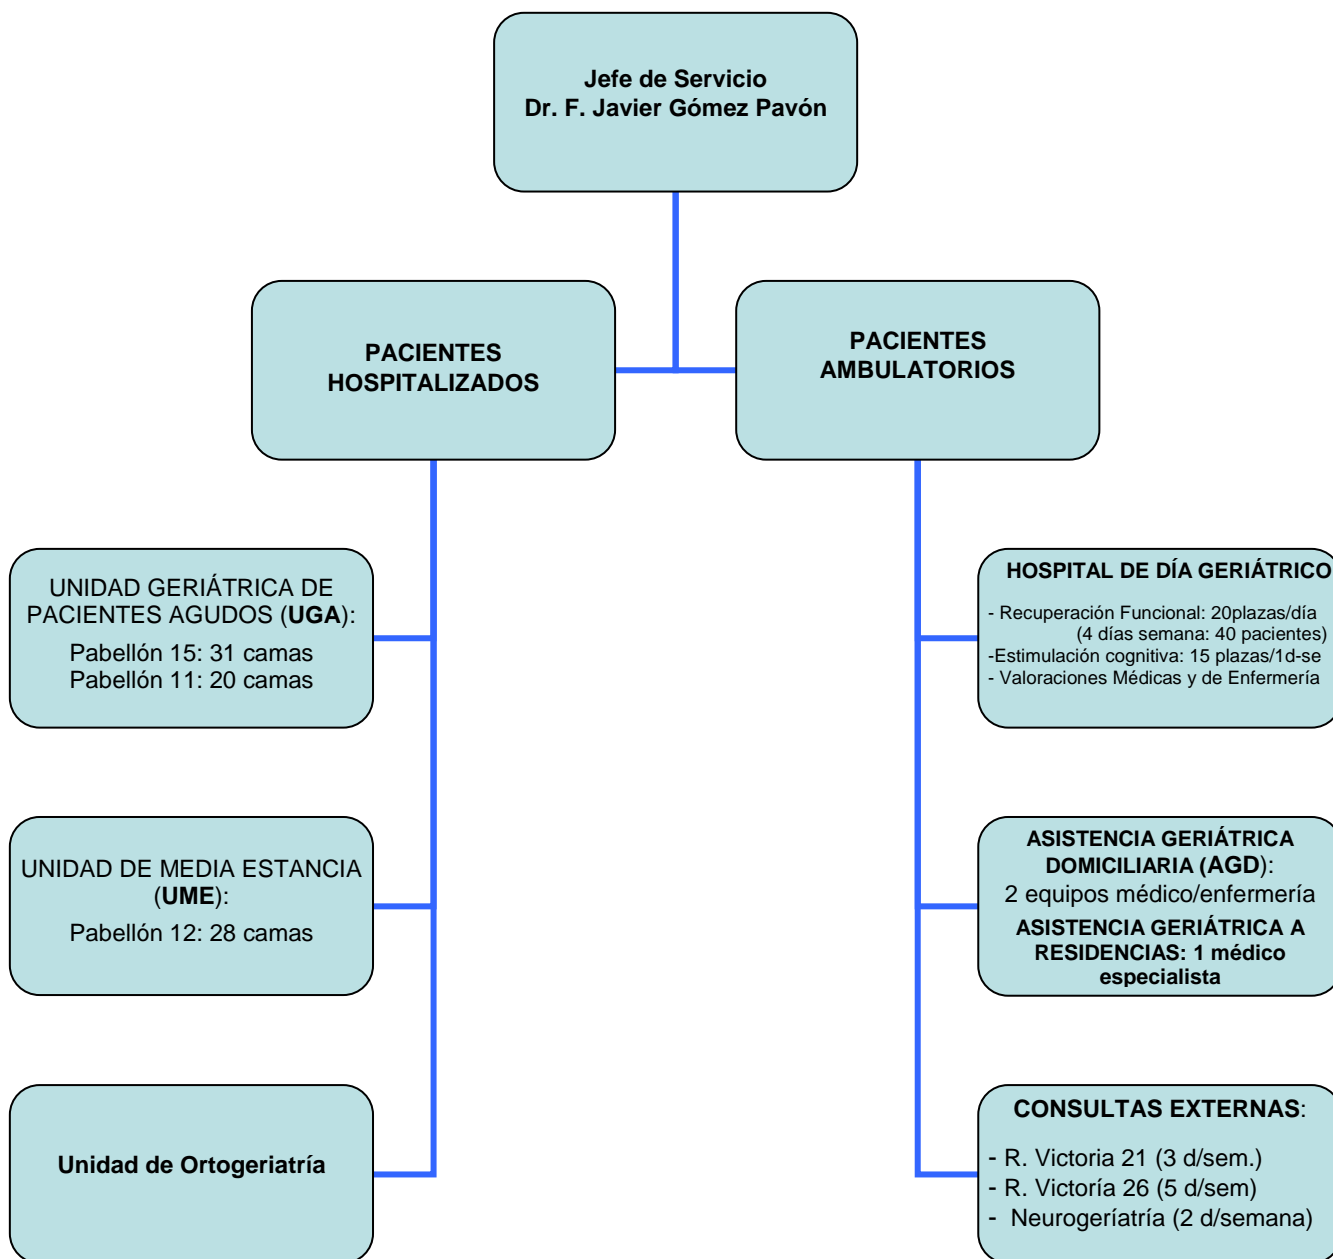 Jefe de Servicio
Dr. F. Javier Gómez Pavón
PACIENTES
HOSPITALIZADOS
PACIENTES
AMBULATORIOS
UNIDAD GERIÁTRICA DE
PACIENTES AGUDOS (UGA):
Pabellón 15: 31 camas
Pabellón 11: 20 camas
UNIDAD DE MEDIA ESTANCIA
(UME):
Pabellón 12: 28 camas
Unidad de Ortogeriatría
HOSPITAL DE DÍA GERIÁTRICO
- Recuperación Funcional: 20plazas/día
(4 días semana: 40 pacientes)
-Estimulación cognitiva: 15 plazas/1d-se
- Valoraciones Médicas y de Enfermería
ASISTENCIA GERIÁTRICA
DOMICILIARIA (AGD):
2 equipos médico/enfermería
ASISTENCIA GERIÁTRICA A
RESIDENCIAS: 1 médico
especialista
CONSULTAS EXTERNAS:
- R. Victoria 21 (3 d/sem.)
- R. Victoría 26 (5 d/sem)
- Neurogeríatría (2 d/semana)